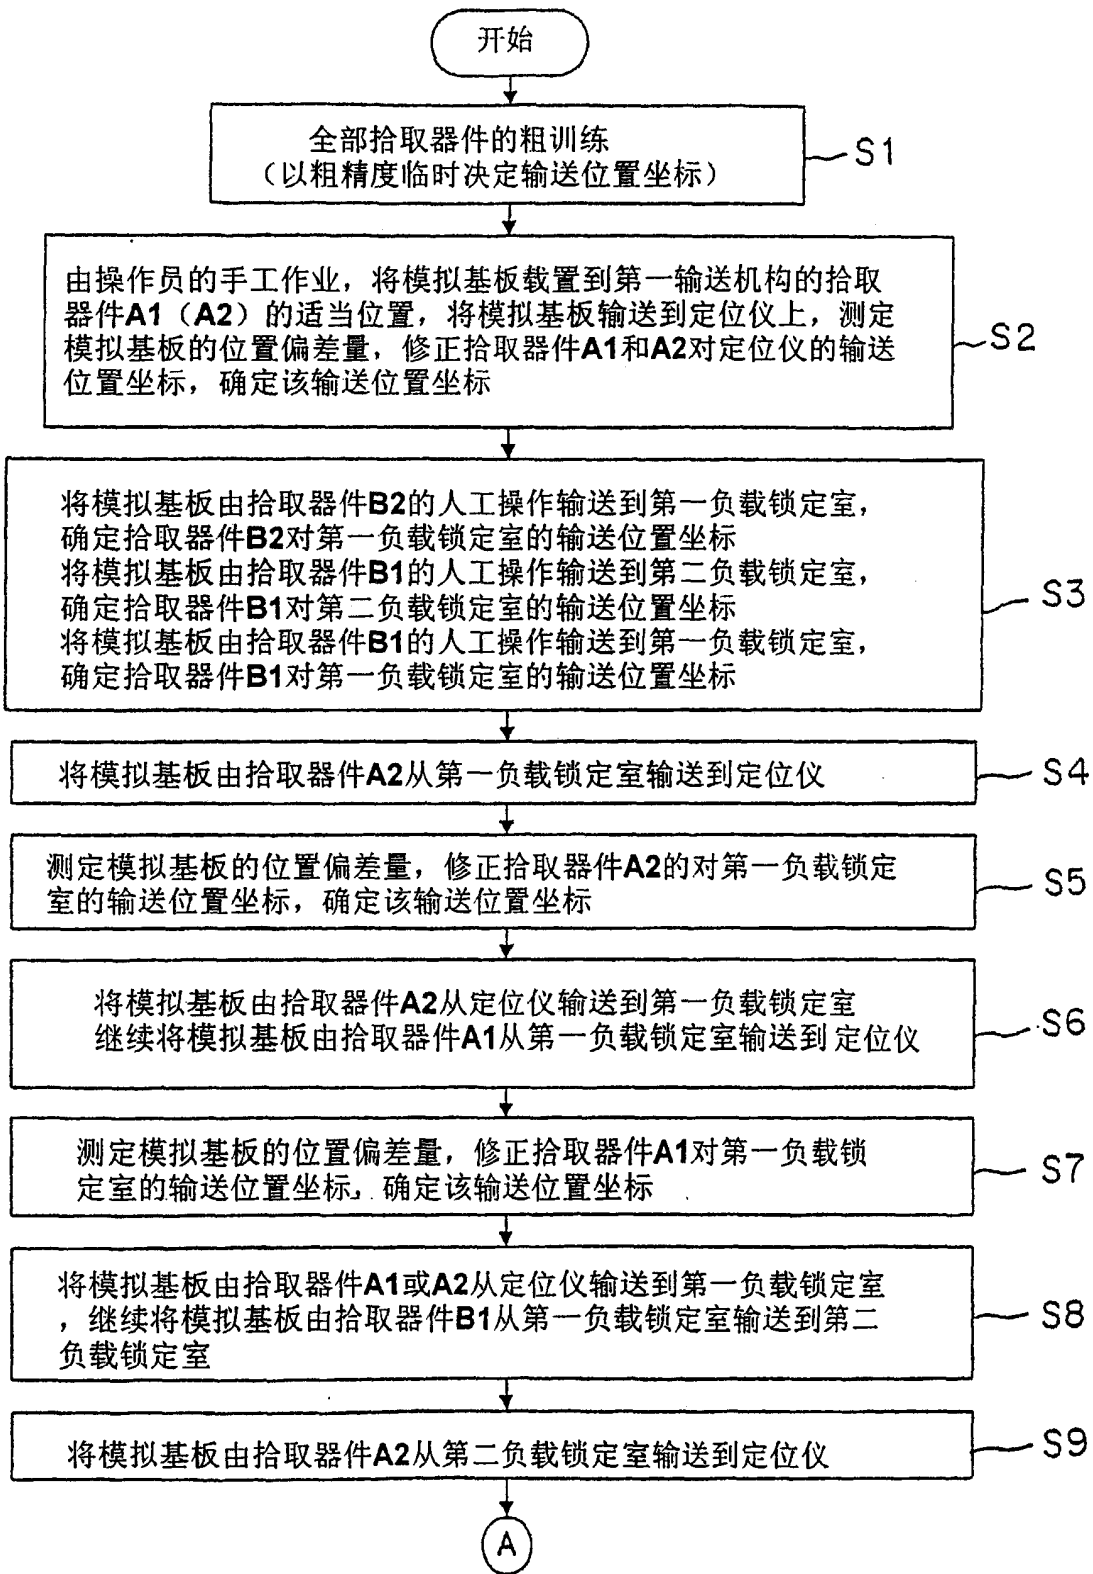 开始
全部拾取器件的粗训练
（以粗精度临时决定输送位置坐标）
S1
由操作员的手工作业，将模拟基板载置到第一输送机构的拾取
器件A1（A2）的适当位置，将模拟基板输送到定位仪上，测定
模拟基板的位置偏差量，修正拾取器件A1和A2对定位仪的输送
位置坐标，确定该输送位置坐标
S2
将模拟基板由拾取器件B2的人工操作输送到第一负载锁定室，
确定拾取器件B2对第一负载锁定室的输送位置坐标
将模拟基板由拾取器件B1的人工操作输送到第二负载锁定室，
确定拾取器件B1对第二负载锁定室的输送位置坐标
将模拟基板由拾取器件B1的人工操作输送到第一负载锁定室，
确定拾取器件B1对第一负载锁定室的输送位置坐标
S3
将模拟基板由拾取器件A2从第一负载锁定室输送到定位仪
S4
测定模拟基板的位置偏差量，修正拾取器件A2的对第一负载锁定
室的输送位置坐标，确定该输送位置坐标
S5
将模拟基板由拾取器件A2从定位仪输送到第一负载锁定室
继续将模拟基板由拾取器件A1从第一负载锁定室输送到 定位仪
S6
测定模拟基板的位置偏差量，修正拾取器件A1对第一负载锁
定室的输送位置坐标，确定该输送位置坐标
S7
将模拟基板由拾取器件A1或A2从定位仪输送到第一负载锁定室
，继续将模拟基板由拾取器件B1从第一负载锁定室输送到第二
负载锁定室
S8
将模拟基板由拾取器件A2从第二负载锁定室输送到定位仪
S9
A